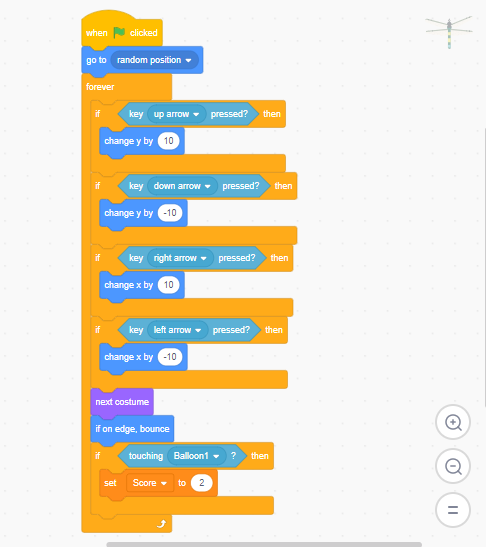 when clicked
go to random position
forever
if key up arrow pressed? then
change y by 10
if key down arrow pressed? then
change y by -10
if key right arrow pressed? then
change x by 10
if key left arrow pressed? then
change x by -10
next costume
if on edge, bounce
if touching Balloon1 ? then
set Score to 2